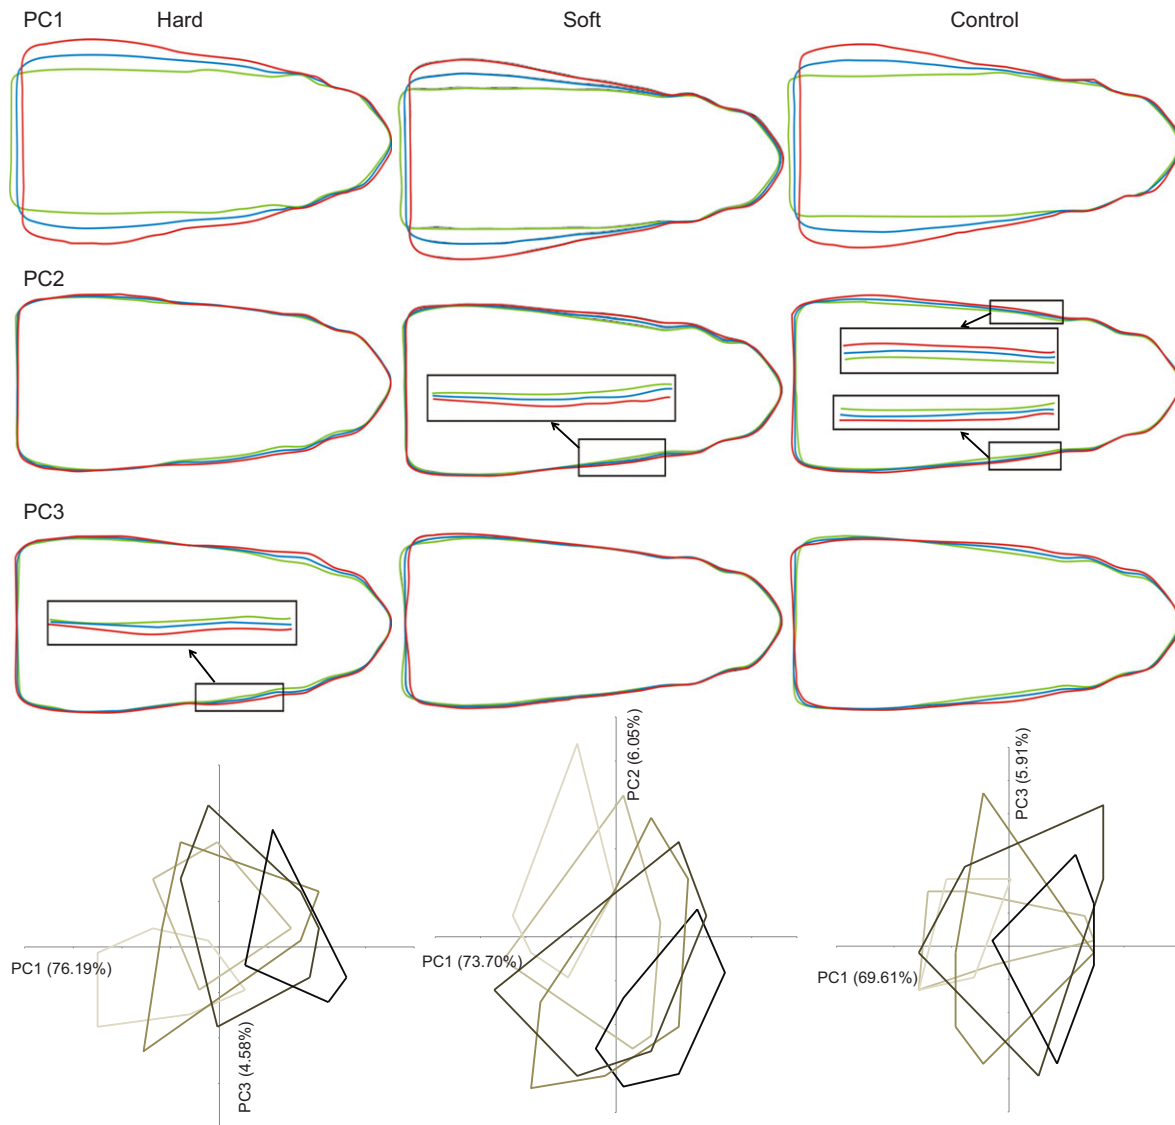 PC1 Hard Soft Control
PC2
PC3
PC2 (6.05%)
PC3 (5.91%)
PC1 (76.19%)
PC1 (73.70%)
PC1 (69.61%)
PC3 (4.58%)